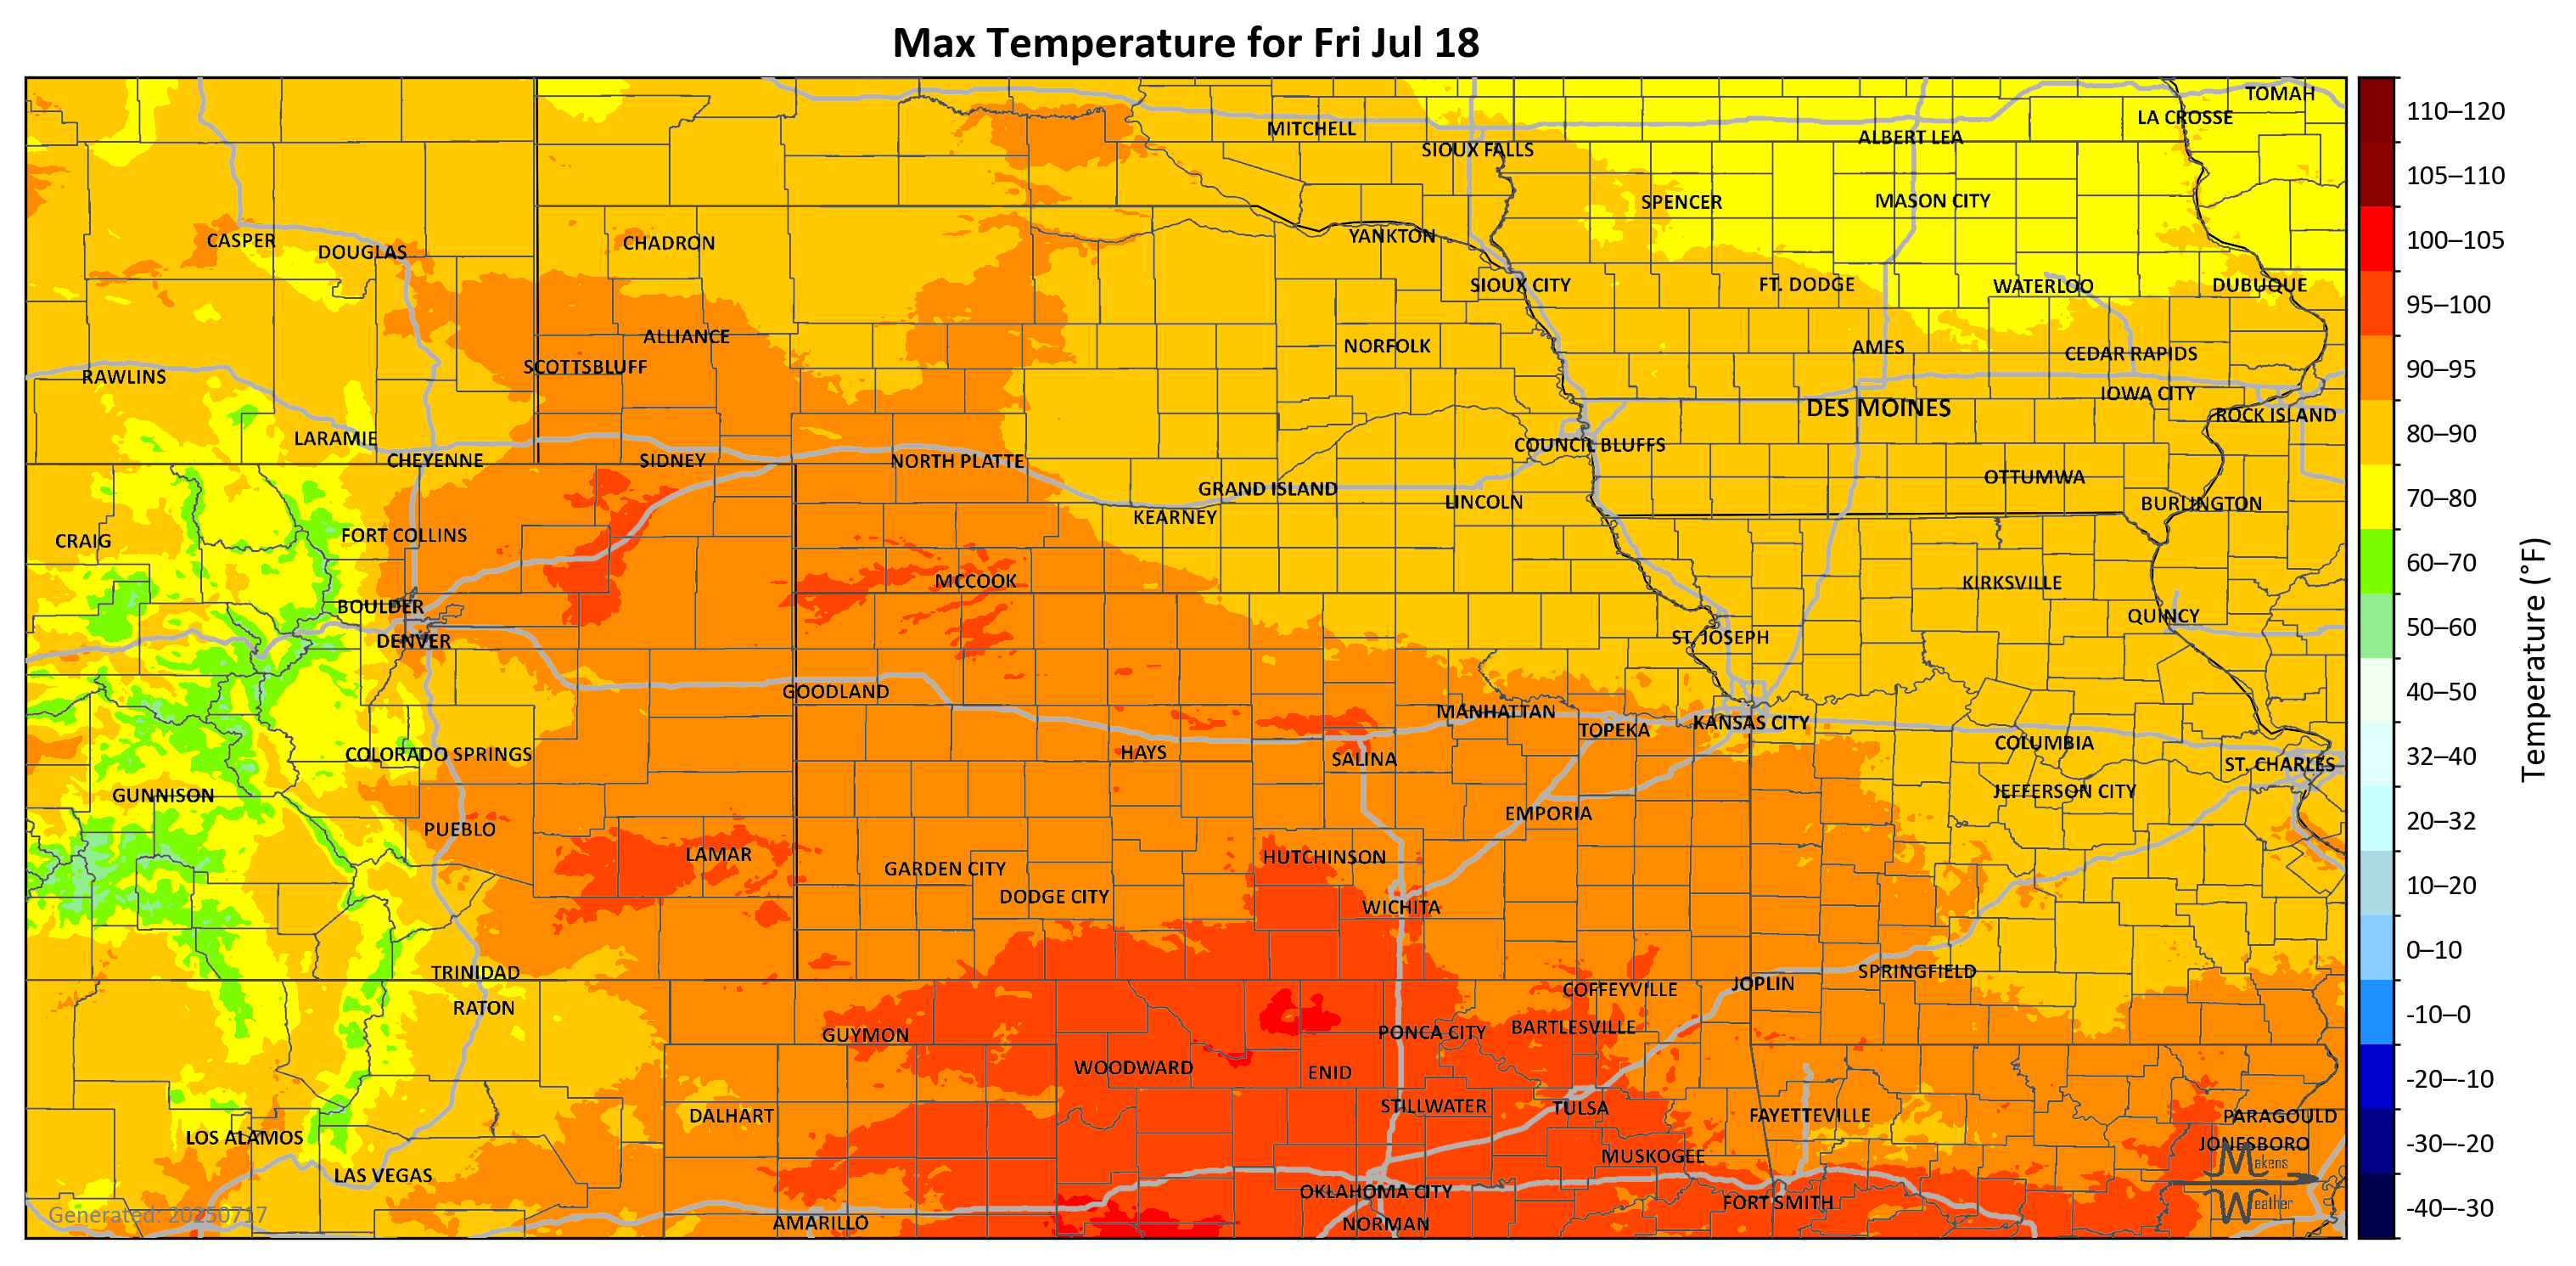 Max Temperature for Fri Jul 18
TOMAH
LA CROSSE
MITCHELL
ALBERT LEA
SIOUX FALLS
SPENCER
MASON CITY
CASPER
DOUGLAS
CHADRON
YANKTON
SIOUX CITY
FT. DODGE
WATERLOO
DUBUQUE
ALLIANCE
NORFOLK
AMES
CEDAR RAPIDS
SCOTTSBLUFF
RAWLINS
IOWA CITY
DES MOINES
ROCK ISLAND
LARAMIE
COUNCIL BLUFFS
CHEYENNE
SIDNEY
NORTH PLATTE
OTTUMWA
GRAND ISLAND
LINCOLN
BURLINGTON
KEARNEY
FORT COLLINS
CRAIG
MCCOOK
KIRKSVILLE
BOULDER
QUINCY
DENVER
ST. JOSEPH
GOODLAND
MANHATTAN
TOPEKA
KANSAS CITY
COLUMBIA
COLORADO SPRINGS
HAYS
SALINA
ST. CHARLES
GUNNISON
JEFFERSON CITY
EMPORIA
PUEBLO
LAMAR
HUTCHINSON
GARDEN CITY
DODGE CITY
WICHITA
TRINIDAD
SPRINGFIELD
JOPLIN
COFFEYVILLE
RATON
GUYMON
PONCA CITY
BARTLESVILLE
WOODWARD
ENID
STILLWATER
TULSA
DALHART
FAYETTEVILLE
PARAGOULD
LOS ALAMOS
JONESBORO
MUSKOGEE
LAS VEGAS
OKLAHOMA CITY
FORT SMITH
AMARILLO
NORMAN
Makens
Weather
Generated: 20250717
110–120
105–110
100–105
95–100
90–95
80–90
70–80
60–70
50–60
40–50
32–40
20–32
10–20
0–10
-10–0
-20–-10
-30–-20
-40–-30
Temperature (°F)